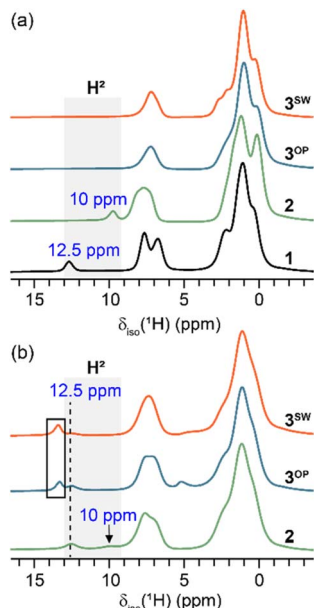 (a)
H²
3ˢᵂ
3ᴼᴾ
10 ppm
2
12.5 ppm
1
15 10 5 0
δiso(¹H) (ppm)
(b)
H²
12.5 ppm
3ˢᵂ
3ᴼᴾ
10 ppm
2
15 10 5 0
δiso(¹H) (ppm)